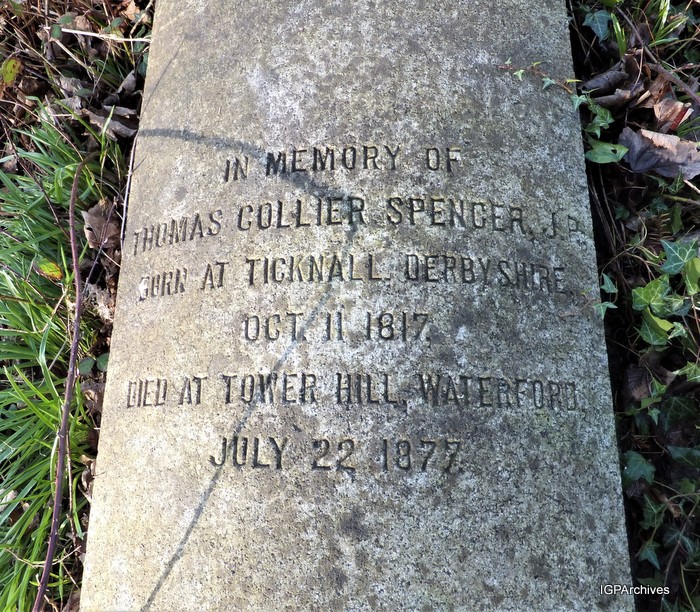 IN MEMORY OF
THOMAS COLLIER SPENCER, J.P.
BORN AT TICKNALL, DERBYSHIRE,
OCT. 11 1817.
DIED AT TOWER HILL, WATERFORD,
JULY 22 1877.
IGPArchives